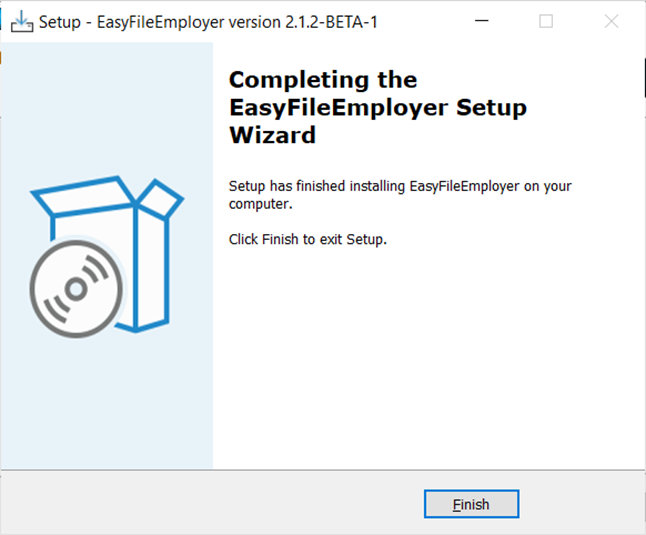 Setup - EasyFileEmployer version 2.1.2-BETA-1
Completing the
EasyFileEmployer Setup
Wizard
Setup has finished installing EasyFileEmployer on your
computer.
Click Finish to exit Setup.
Finish